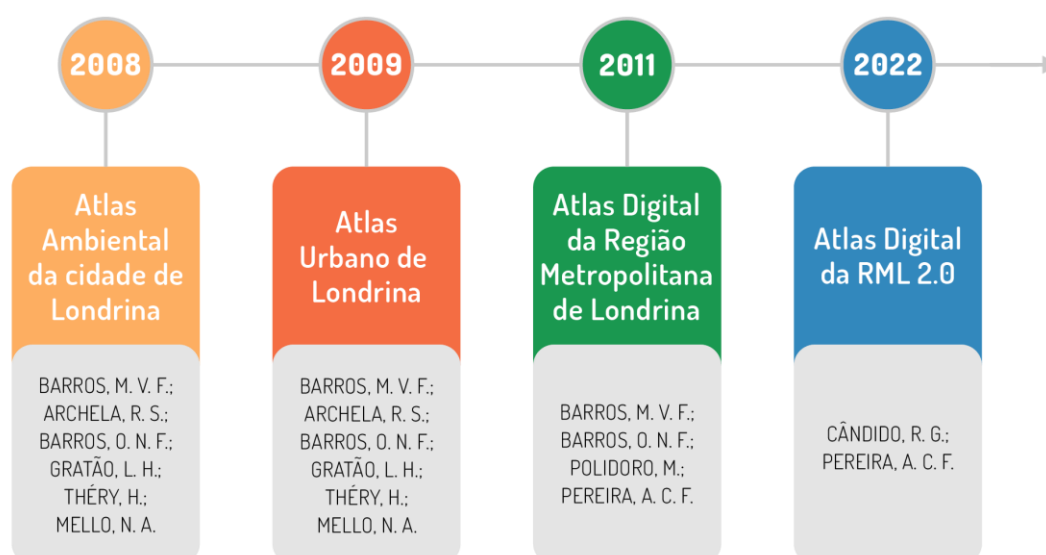 2008
2009
2011
2022
Atlas
Ambiental
da cidade de
Londrina
BARROS, M. V. F.;
ARCHELA, R. S.;
BARROS, O. N. F.;
GRATÃO, L. H.;
THÉRY, H.;
MELLO, N. A.
Atlas
Urbano de
Londrina
BARROS, M. V. F.;
ARCHELA, R. S.;
BARROS, O. N. F.;
GRATÃO, L. H.;
THÉRY, H.;
MELLO, N. A.
Atlas Digital
da Região
Metropolitana
de Londrina
BARROS, M. V. F.;
BARROS, O. N. F.;
POLIDORO, M.;
PEREIRA, A. C. F.
Atlas Digital
da RML 2.0
CÂNDIDO, R. G.;
PEREIRA, A. C. F.